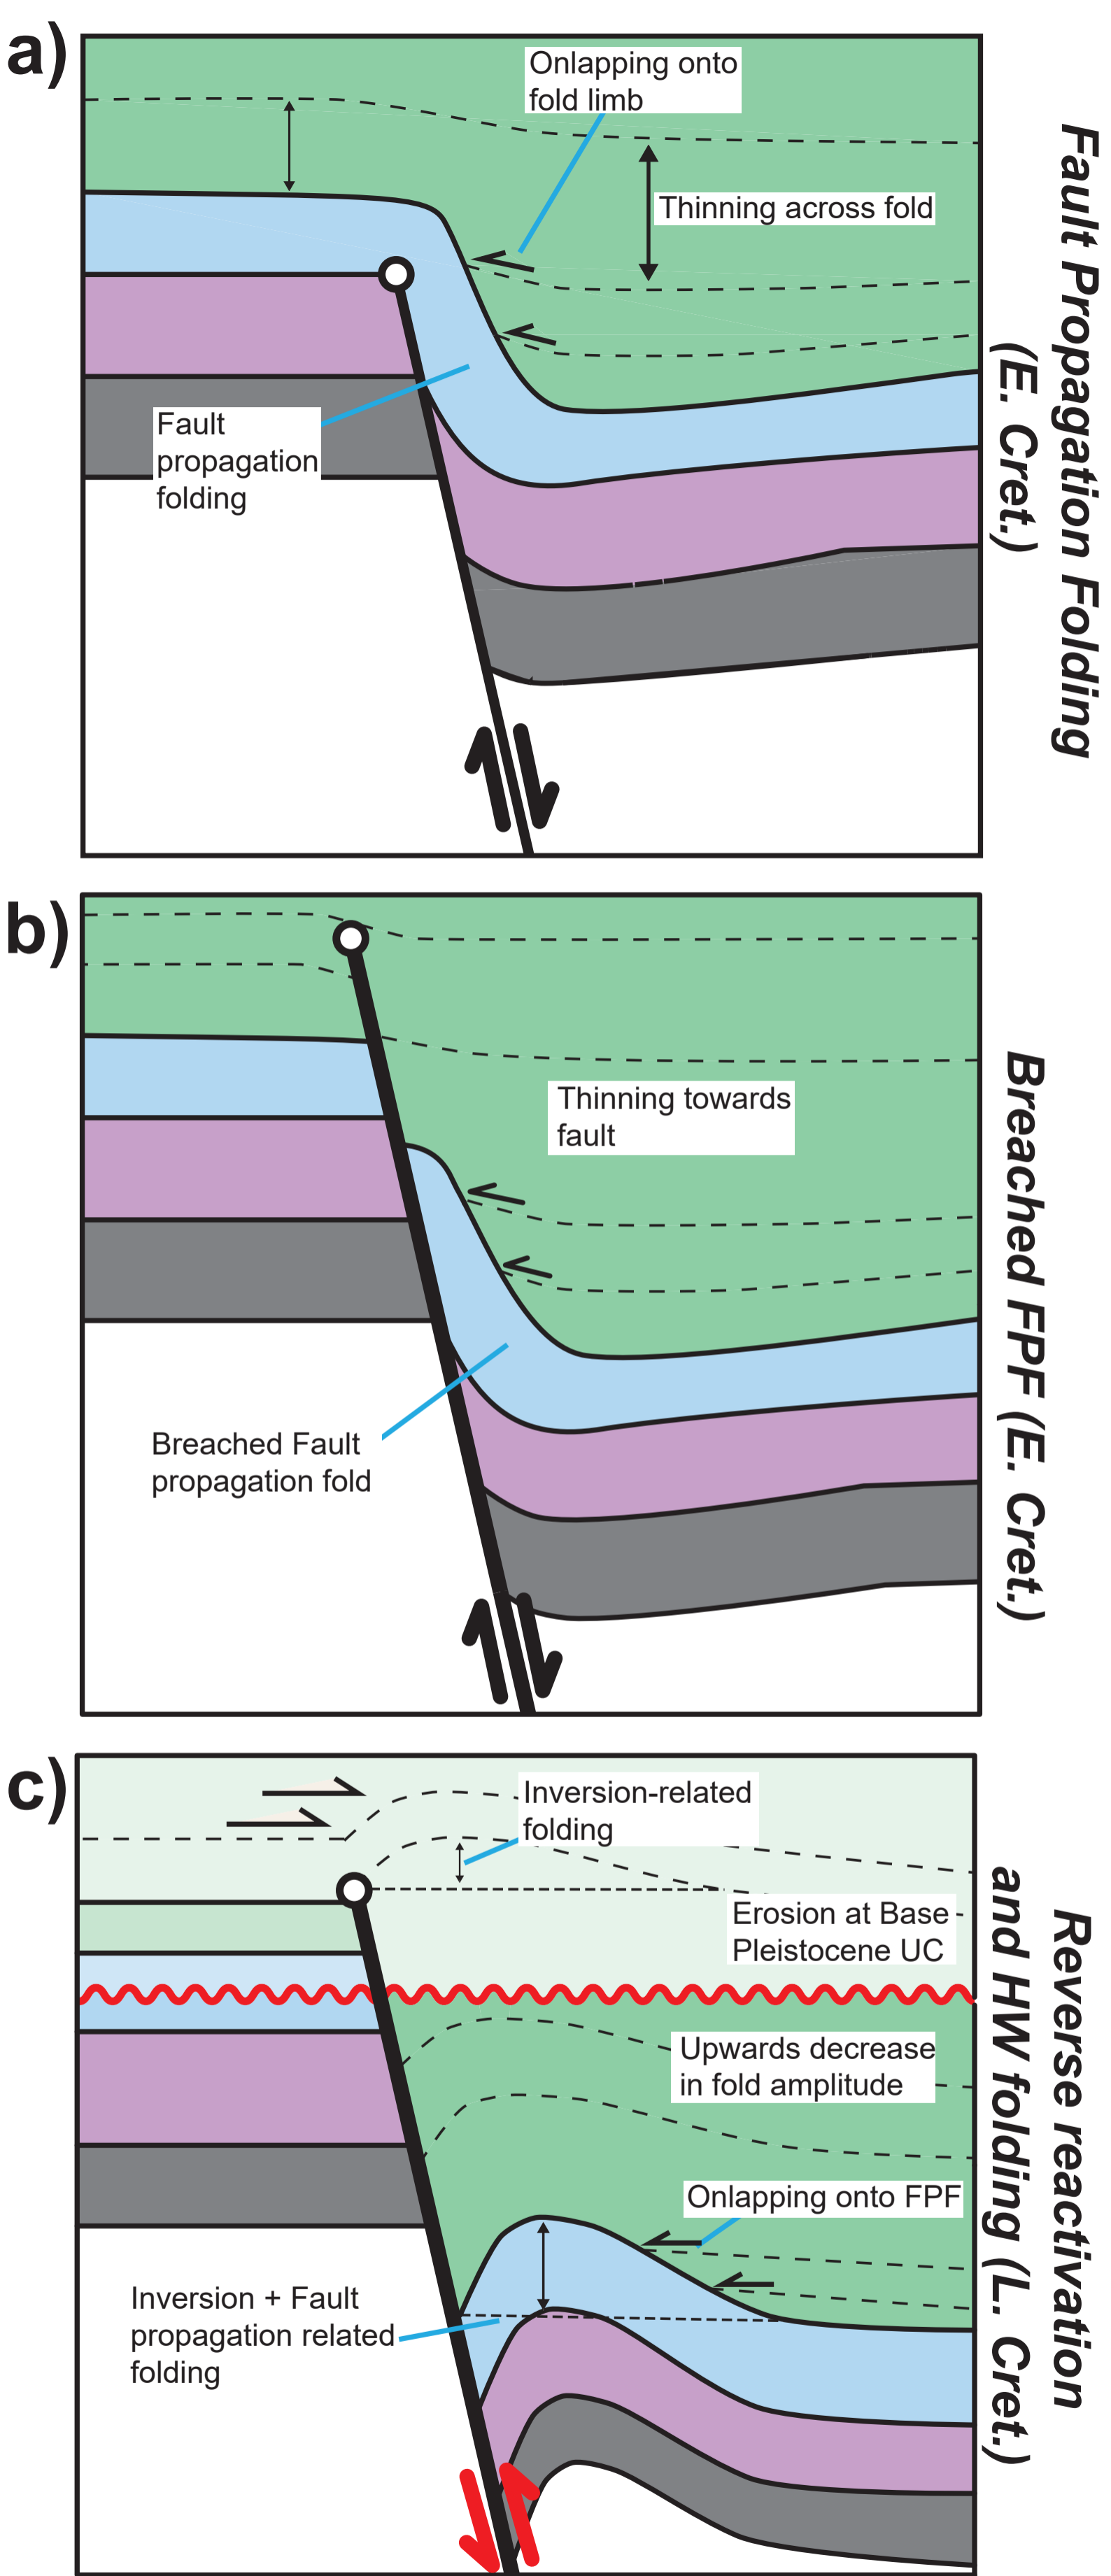 a)
Onlapping onto
fold limb
Thinning across fold
Fault
propagation
folding
Fault Propagation Folding
(E. Cret.)
b)
Thinning towards
fault
Breached Fault
propagation fold
Breached FPF (E. Cret.)
c)
Inversion-related
folding
Erosion at Base
Pleistocene UC
Upwards decrease
in fold amplitude
Onlapping onto FPF
Inversion + Fault
propagation related
folding
Reverse reactivation
and HW folding (L. Cret.)